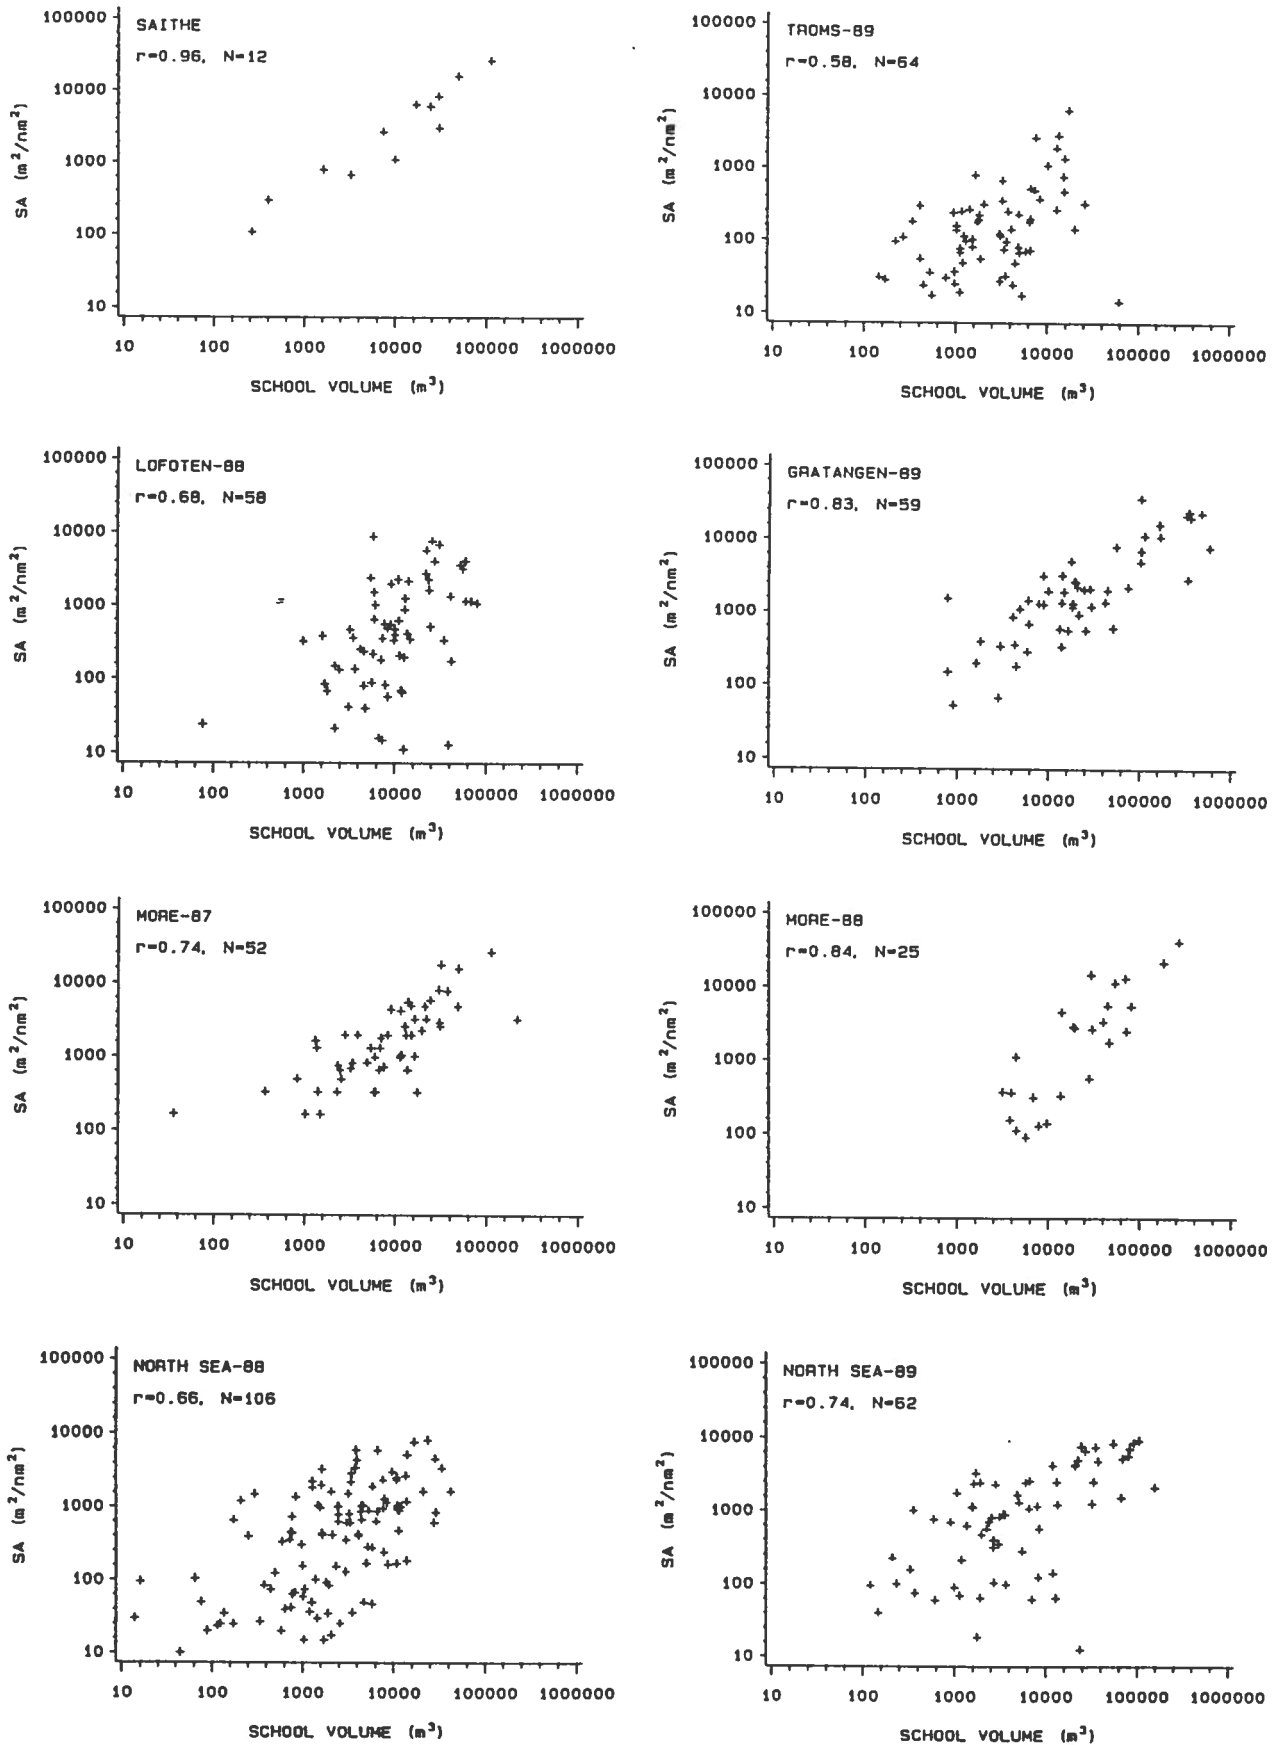 SAITHE
r=0.96, N=12
100000
10000
1000
100
10
SA (m²/nm²)
10 100 1000 10000 100000 1000000
SCHOOL VOLUME (m³)
TROMS-89
r=0.58, N=64
100000
10000
1000
100
10
SA (m²/nm²)
10 100 1000 10000 100000 1000000
SCHOOL VOLUME (m³)
LOFOTEN-88
r=0.68, N=58
100000
10000
1000
100
10
SA (m²/nm²)
10 100 1000 10000 100000 1000000
SCHOOL VOLUME (m³)
GRATANGEN-89
r=0.83, N=59
100000
10000
1000
100
10
SA (m²/nm²)
10 100 1000 10000 100000 1000000
SCHOOL VOLUME (m³)
MORE-87
r=0.74, N=52
100000
10000
1000
100
10
SA (m²/nm²)
10 100 1000 10000 100000 1000000
SCHOOL VOLUME (m³)
MORE-88
r=0.84, N=25
100000
10000
1000
100
10
SA (m²/nm²)
10 100 1000 10000 100000 1000000
SCHOOL VOLUME (m³)
NORTH SEA-88
r=0.66, N=106
100000
10000
1000
100
10
SA (m²/nm²)
10 100 1000 10000 100000 1000000
SCHOOL VOLUME (m³)
NORTH SEA-89
r=0.74, N=62
100000
10000
1000
100
10
SA (m²/nm²)
10 100 1000 10000 100000 1000000
SCHOOL VOLUME (m³)